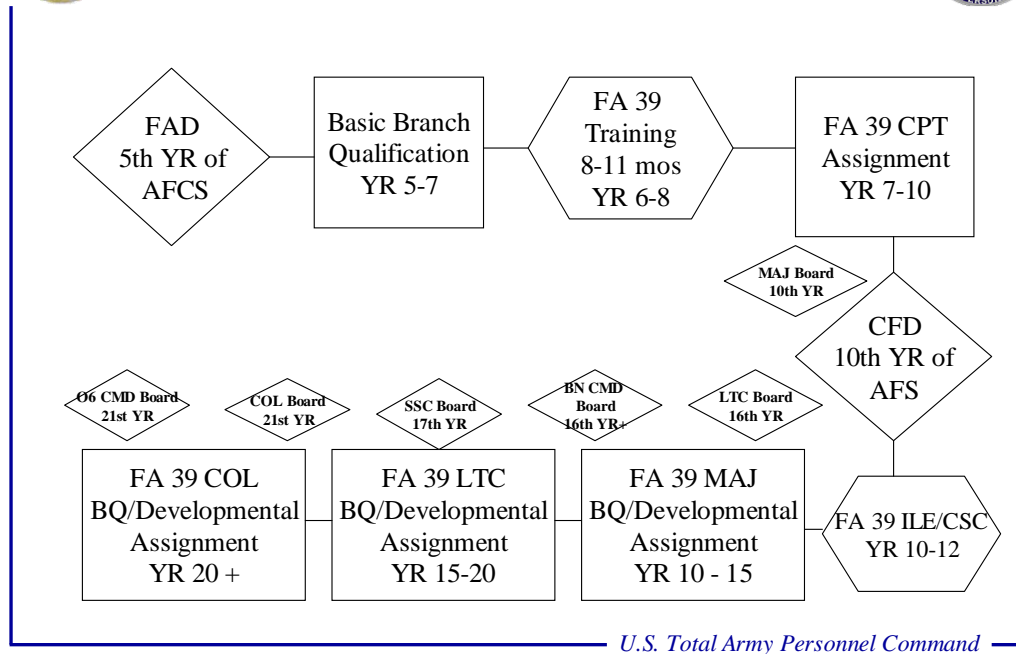 FAD
5th YR of
AFCS
Basic Branch
Qualification
YR 5-7
FA 39
Training
8-11 mos
YR 6-8
FA 39 CPT
Assignment
YR 7-10
MAJ Board
10th YR
CFD
10th YR of
AFS
O6 CMD Board
21st YR
COL Board
21st YR
SSC Board
17th YR
BN CMD
Board
16th YR+
LTC Board
16th YR
FA 39 COL
BQ/Developmental
Assignment
YR 20 +
FA 39 LTC
BQ/Developmental
Assignment
YR 15-20
FA 39 MAJ
BQ/Developmental
Assignment
YR 10 - 15
FA 39 ILE/CSC
YR 10-12
U.S. Total Army Personnel Command